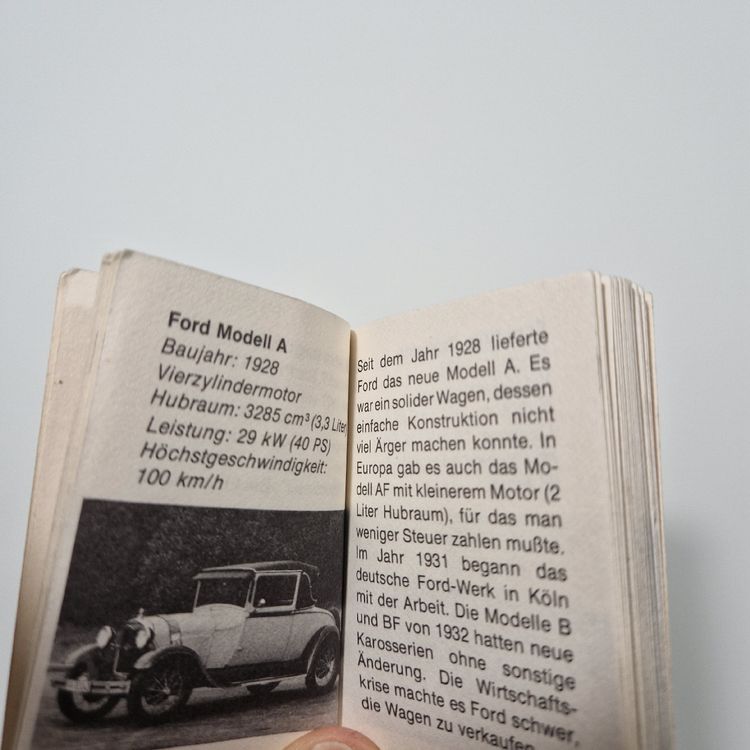 Ford Modell A
Baujahr: 1928
Vierzylindermotor
Hubraum: 3285 cm³ (3,3 Liter)
Leistung: 29 kW (40 PS)
Höchstgeschwindigkeit:
100 km/h
Seit dem Jahr 1928 lieferte
Ford das neue Modell A. Es
war ein solider Wagen, dessen
einfache Konstruktion nicht
viel Ärger machen konnte. In
Europa gab es auch das Mo-
dell AF mit kleinerem Motor (2
Liter Hubraum), für das man
weniger Steuer zahlen mußte.
Im Jahr 1931 begann das
deutsche Ford-Werk in Köln
mit der Arbeit. Die Modelle B
und BF von 1932 hatten neue
Karosserien ohne sonstige
Änderung. Die Wirtschafts-
krise machte es Ford schwer,
die Wagen zu verkaufen